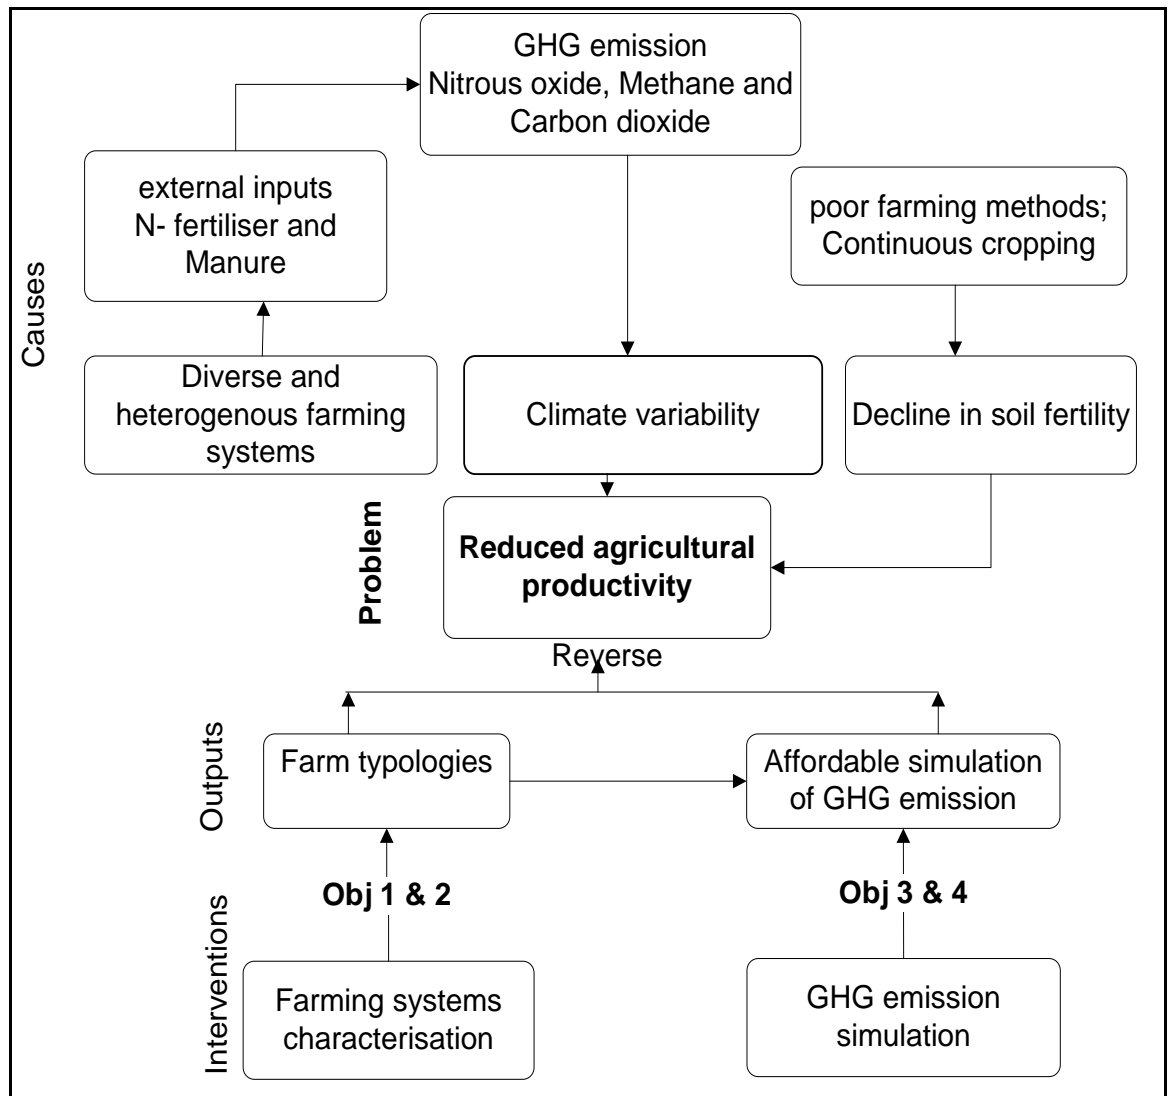 GHG emission
Nitrous oxide, Methane and
Carbon dioxide
external inputs
N- fertiliser and
Manure
poor farming methods;
Continuous cropping
Causes
Diverse and
heterogenous farming
systems
Climate variability
Decline in soil fertility
Problem
Reduced agricultural
productivity
Reverse
Outputs
Farm typologies
Affordable simulation
of GHG emission
Obj 1 & 2
Obj 3 & 4
Interventions
Farming systems
characterisation
GHG emission
simulation